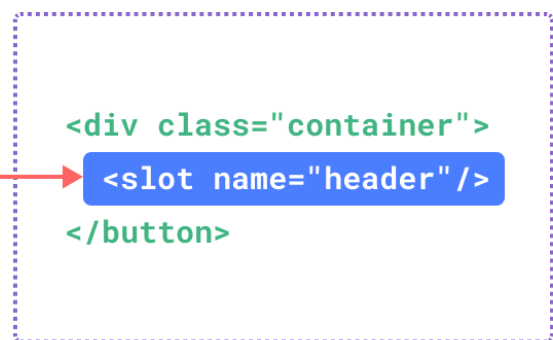 <div class="container">
<slot name="header"/>
</button>